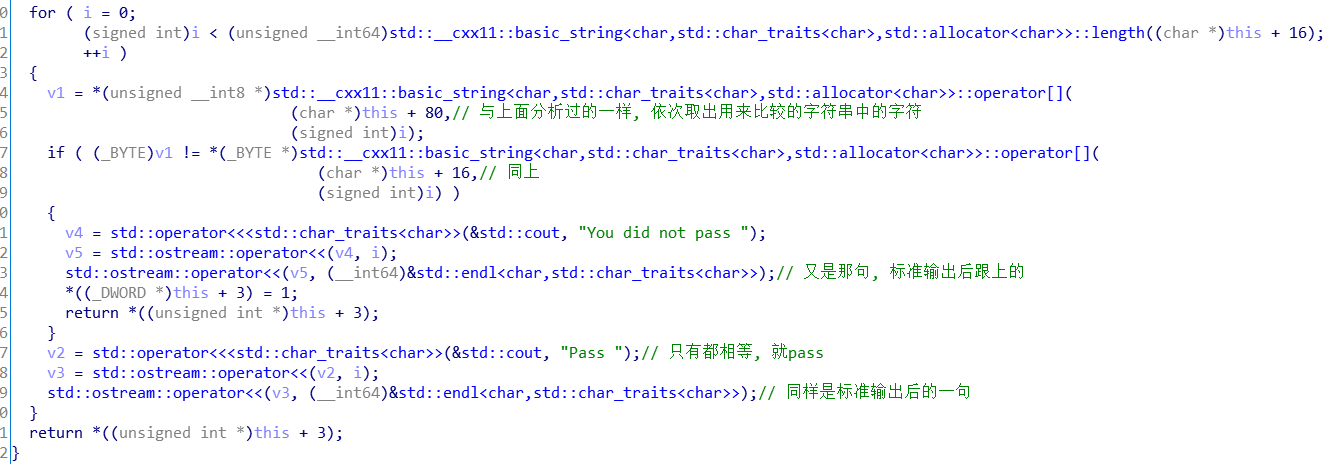 0 for ( i = 0;
1 (signed int)i < (unsigned __int64)std::__cxx11::basic_string<char,std::char_traits<char>,std::allocator<char>>::length((char *)this + 16);
2 ++i )
3 {
4 v1 = *(unsigned __int8 *)std::__cxx11::basic_string<char,std::char_traits<char>,std::allocator<char>>::operator[](
5 (char *)this + 80,// 与上面分析过的一样, 依次取出用来比较的字符串中的字符
6 (signed int)i);
7 if ( (_BYTE)v1 != *(_BYTE *)std::__cxx11::basic_string<char,std::char_traits<char>,std::allocator<char>>::operator[](
8 (char *)this + 16,// 同上
9 (signed int)i) )
0 {
1 v4 = std::operator<<<std::char_traits<char>>(&std::cout, "You did not pass ");
2 v5 = std::ostream::operator<<(v4, i);
3 std::ostream::operator<<(v5, (__int64)&std::endl<char,std::char_traits<char>>);// 又是那句, 标准输出后跟上的
4 *((_DWORD *)this + 3) = 1;
5 return *((unsigned int *)this + 3);
6 }
7 v2 = std::operator<<<std::char_traits<char>>(&std::cout, "Pass ");// 只有都相等, 就pass
8 v3 = std::ostream::operator<<(v2, i);
9 std::ostream::operator<<(v3, (__int64)&std::endl<char,std::char_traits<char>>);// 同样是标准输出后的一句
0 }
1 return *((unsigned int *)this + 3);
2 }